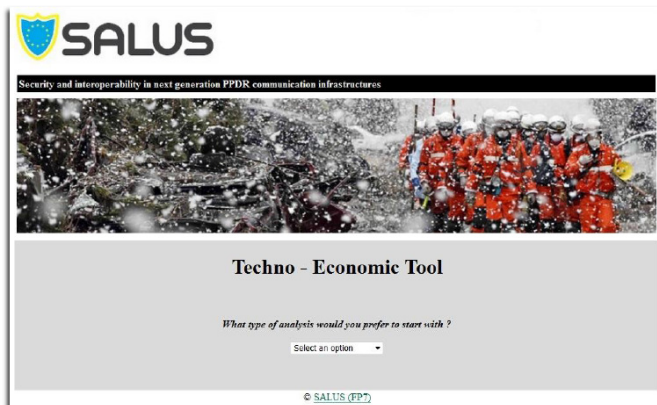 SALUS
Security and interoperability in next generation PPDR communication infrastructures
Techno - Economic Tool
What type of analysis would you prefer to start with ?
Select an option
© SALUS (FP7)